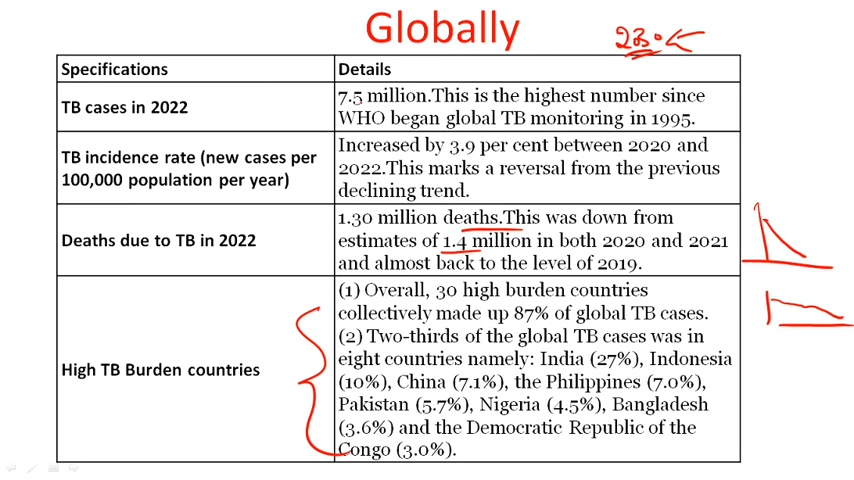 Globally
Specifications Details
TB cases in 2022
7.5 million.This is the highest number since
WHO began global TB monitoring in 1995.
TB incidence rate (new cases per
100,000 population per year)
Increased by 3.9 per cent between 2020 and
2022.This marks a reversal from the previous
declining trend.
Deaths due to TB in 2022
1.30 million deaths.This was down from
estimates of 1.4 million in both 2020 and 2021
and almost back to the level of 2019.
High TB Burden countries
(1) Overall, 30 high burden countries
collectively made up 87% of global TB cases.
(2) Two-thirds of the global TB cases was in
eight countries namely: India (27%), Indonesia
(10%), China (7.1%), the Philippines (7.0%),
Pakistan (5.7%), Nigeria (4.5%), Bangladesh
(3.6%) and the Democratic Republic of the
Congo (3.0%).